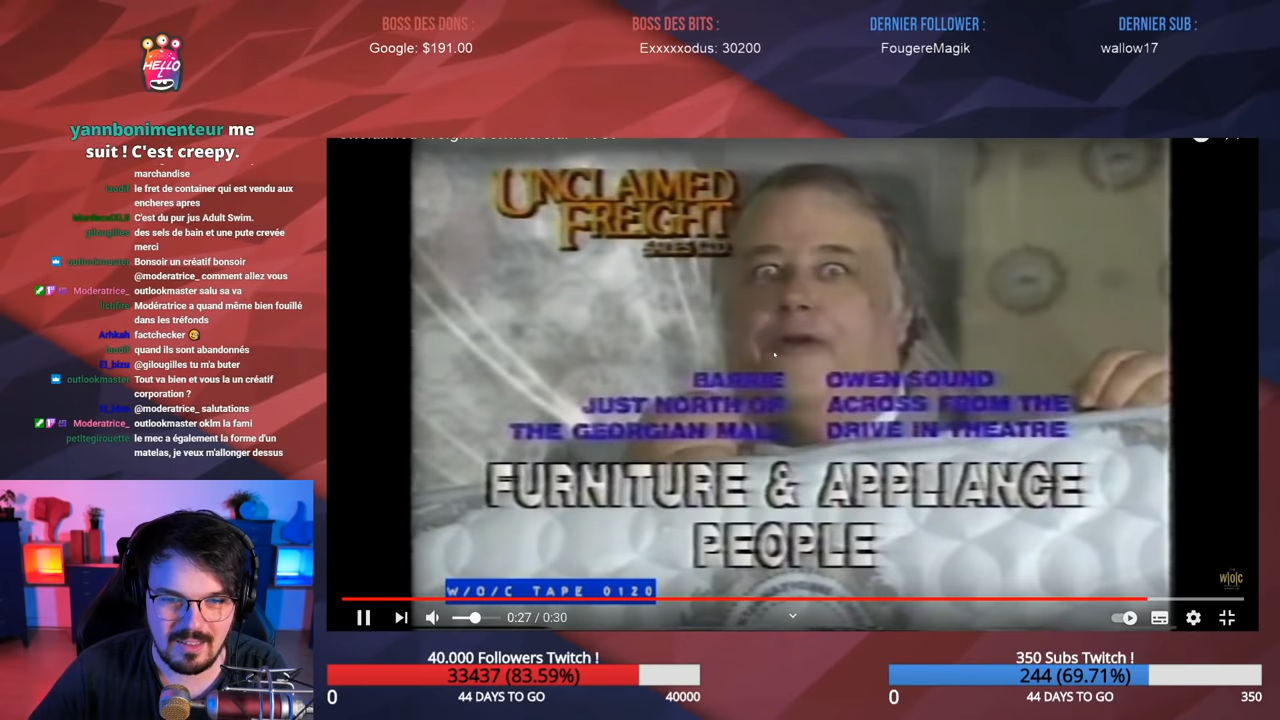 BOSS DES DONS :
Google: $191.00
BOSS DES BITS :
Exxxxxodus: 30200
DERNIER FOLLOWER :
FougereMagik
DERNIER SUB :
wallow17
HELLO
yannbonimenteur me
suit ! C'est creepy.
marchandise
le fret de container qui est vendu aux
encheres apres
C'est du pur jus Adult Swim.
gilougilles des sels de bain et une pute crevée
merci
outlookmaster Bonsoir un créatif bonsoir
@moderatrice_ comment allez vous
Moderatrice_ outlookmaster salu sa va
Modératrice a quand même bien fouillé
dans les tréfonds
Arhkah factchecker
quand ils sont abandonnés
El_bizu @gilougilles tu m'a buter
outlookmaster Tout va bien et vous la un créatif
corporation ?
El_bizu @moderatrice_ salutations
Moderatrice_ outlookmaster oklm la fami
petitegirouette le mec a également la forme d'un
matelas, je veux m'allonger dessus
UNCLAIMED
FREIGHT
SALES LTD.
BARRIE
JUST NORTH OF
THE GEORGIAN MALL
OWEN SOUND
ACROSS FROM THE
DRIVE IN THEATRE
FURNITURE & APPLIANCE
PEOPLE
W/O/C TAPE 0120
W|O|C
0:27 / 0:30
40.000 Followers Twitch !
33437 (83.59%)
0
44 DAYS TO GO
40000
350 Subs Twitch !
244 (69.71%)
0
44 DAYS TO GO
350